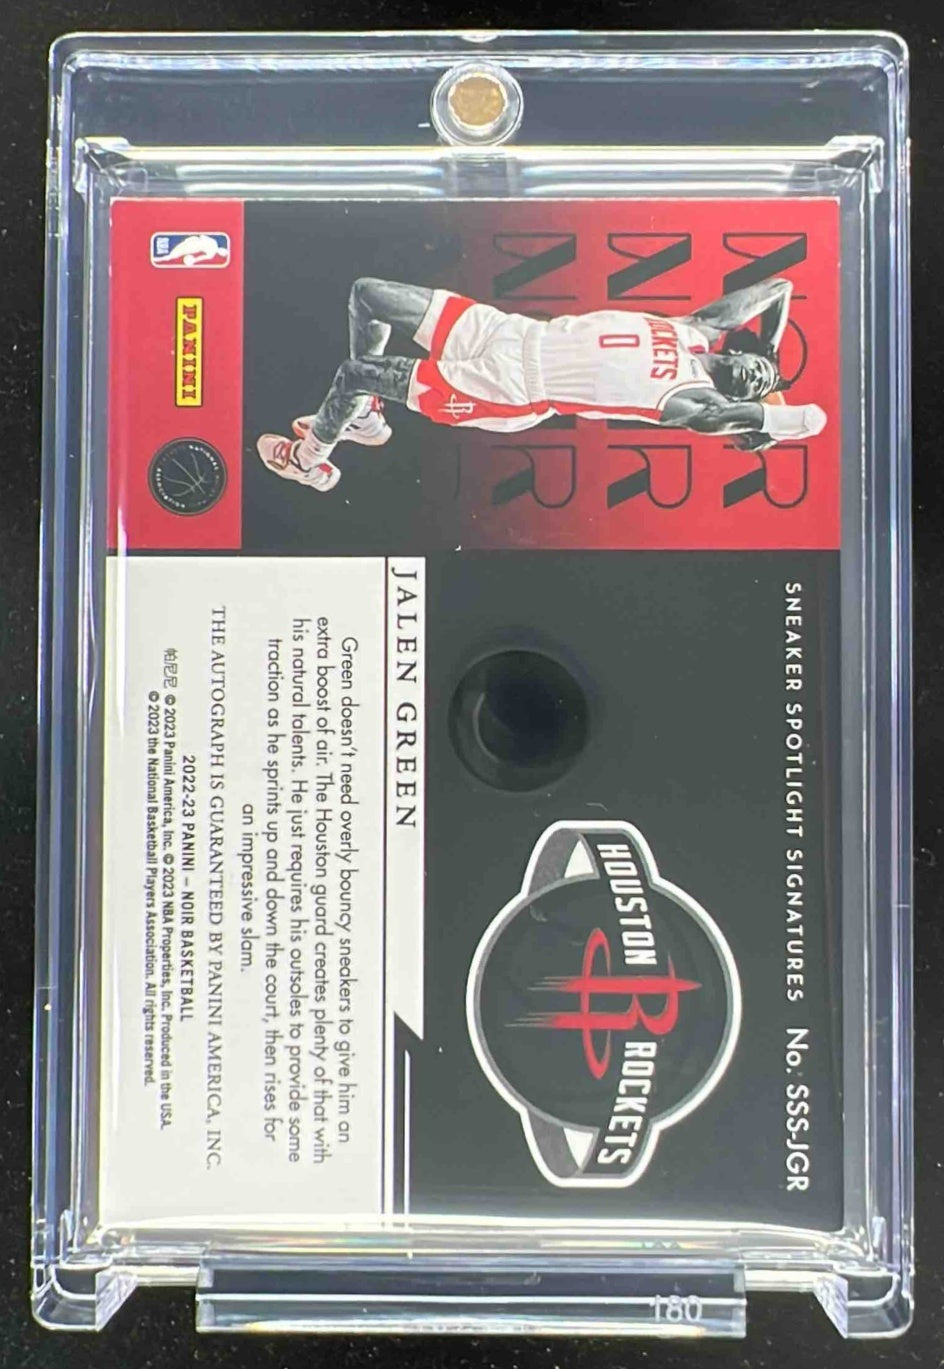 SNEAKER SPOTLIGHT SIGNATURES No. SSS-JGR
ROCKETS
0
HOUSTON ROCKETS
JALEN GREEN
Green doesn't need overly bouncy sneakers to give him an
extra boost of air. The Houston guard creates plenty of that with
his natural talents. He just requires his outsoles to provide some
traction as he sprints up and down the court, then rises for
an impressive slam.
THE AUTOGRAPH IS GUARANTEED BY PANINI AMERICA, INC.
2022-23 PANINI – NOIR BASKETBALL
帕尼尼 © 2023 Panini America, Inc. © 2023 NBA Properties, Inc. Produced in the USA.
© 2023 the National Basketball Players Association. All rights reserved.
NBA
PANINI
180